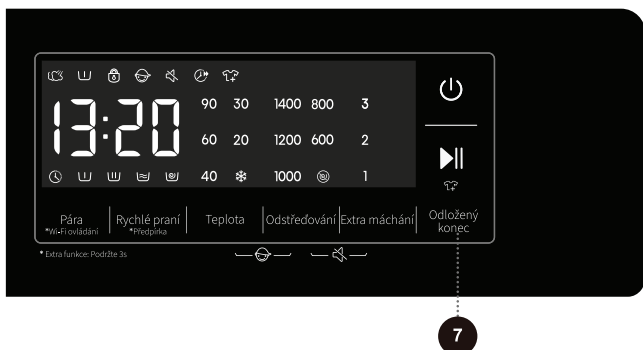 90 30 1400 800 3
13:20
60 20 1200 600 2
40 1000 1
Pára
*Wi-Fi ovládání
Rychlé praní
*Předpírka
Teplota
Odstřeďování
Extra máchání
Odložený
konec
* Extra funkce: Podržte 3s
7